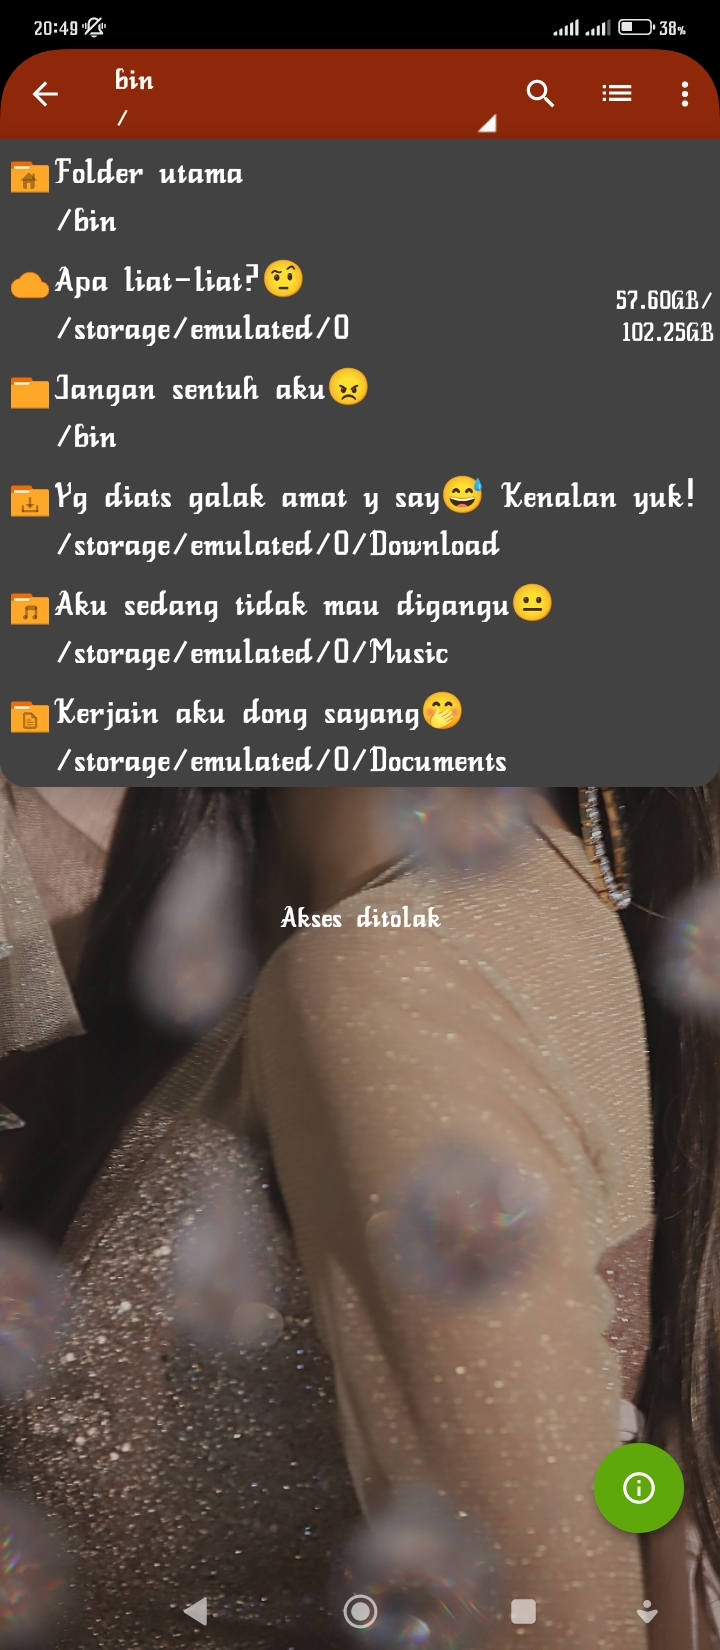 20:49
38%
bin
/
Folder utama
/bin
Apa liat-liat?🤨
/storage/emulated/0
57.60GB/
102.25GB
Jangan sentuh aku😠
/bin
Yg diats galak amat y say😅 Kenalan yuk!
/storage/emulated/0/Download
Aku sedang tidak mau digangu😐
/storage/emulated/0/Music
Kerjain aku dong sayang🤭
/storage/emulated/0/Documents
Akses ditolak